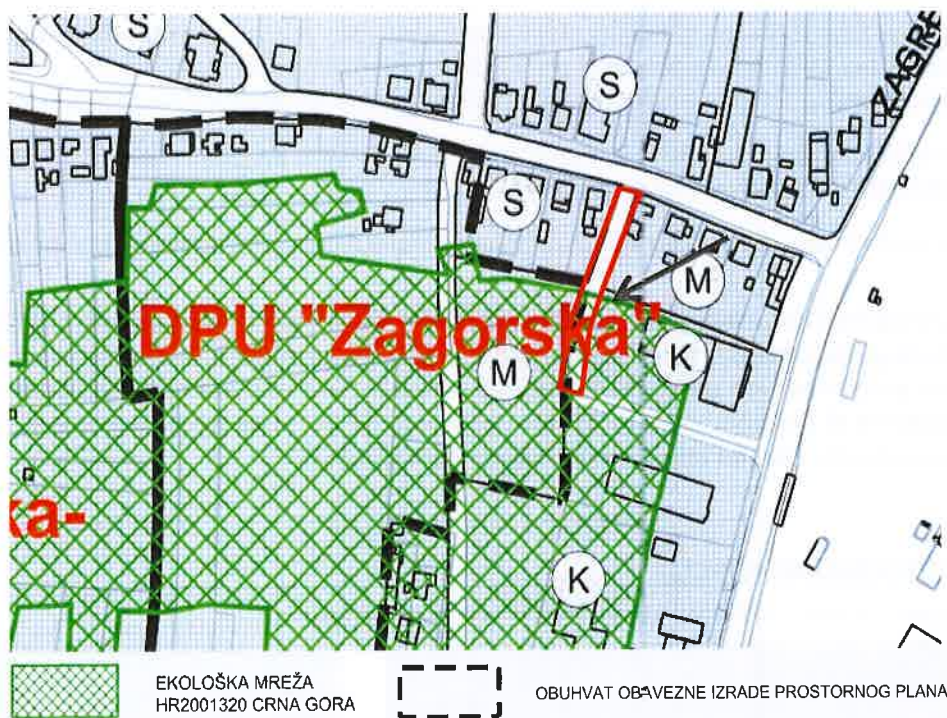 S
S
ZAGRE
S
M
DPU "Zagorska"
M
K
ka-
K
EKOLOŠKA MREŽA
HR2001320 CRNA GORA
OBUHVAT OBAVEZNE IZRADE PROSTORNOG PLANA